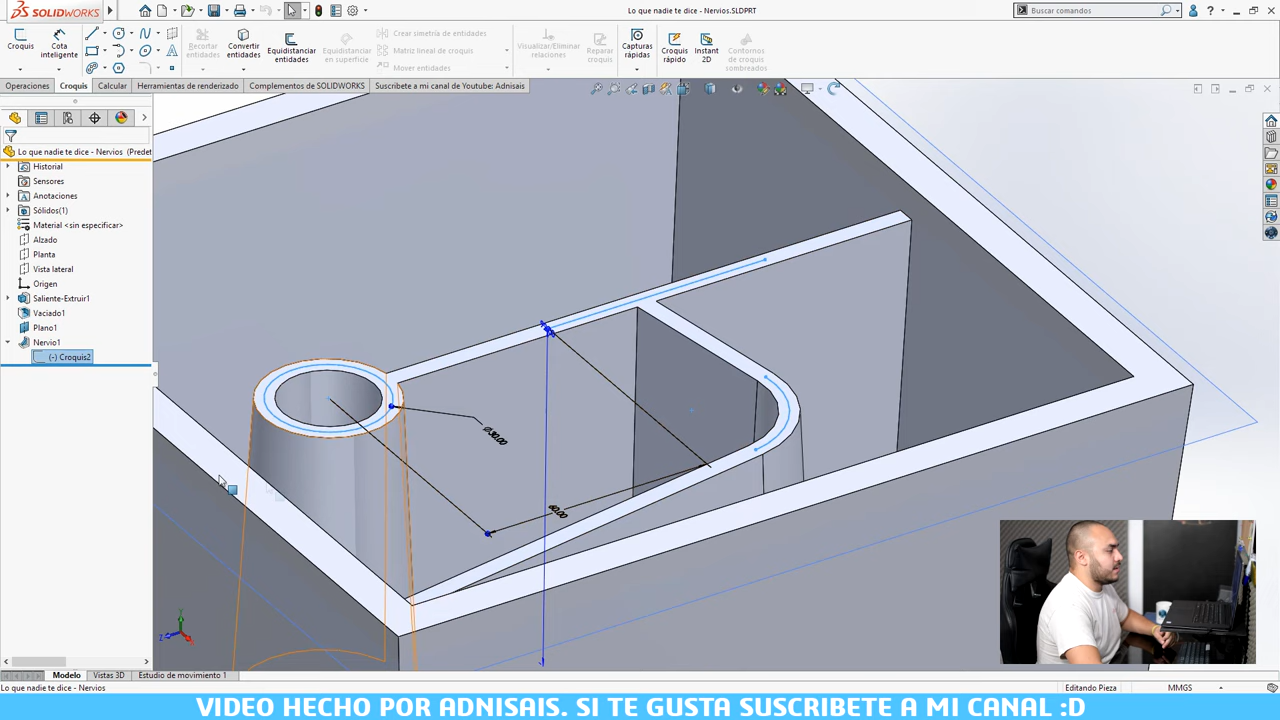 SOLIDWORKS
Lo que nadie te dice - Nervios.SLDPRT
Buscar comandos
Croquis
Cota inteligente
Recortar entidades
Convertir entidades
Equidistanciar entidades
Equidistanciar en superficie
Crear simetría de entidades
Matriz lineal de croquis
Mover entidades
Visualizar/Eliminar relaciones
Reparar croquis
Capturas rápidas
Croquis rápido
Instant 2D
Contornos de croquis sombreados
Operaciones
Croquis
Calcular
Herramientas de renderizado
Complementos de SOLIDWORKS
Suscribete a mi canal de Youtube: Adnisais
Lo que nadie te dice - Nervios (Predet
Historial
Sensores
Anotaciones
Sólidos(1)
Material <sin especificar>
Alzado
Planta
Vista lateral
Origen
Saliente-Extruir1
Vaciado1
Plano1
Nervio1
(-) Croquis2
Ø30,00
60,00
Y
Z
Modelo
Vistas 3D
Estudio de movimiento 1
Lo que nadie te dice - Nervios
Editando Pieza
MMGS
VIDEO HECHO POR ADNISAIS. SI TE GUSTA SUSCRIBETE A MI CANAL :D